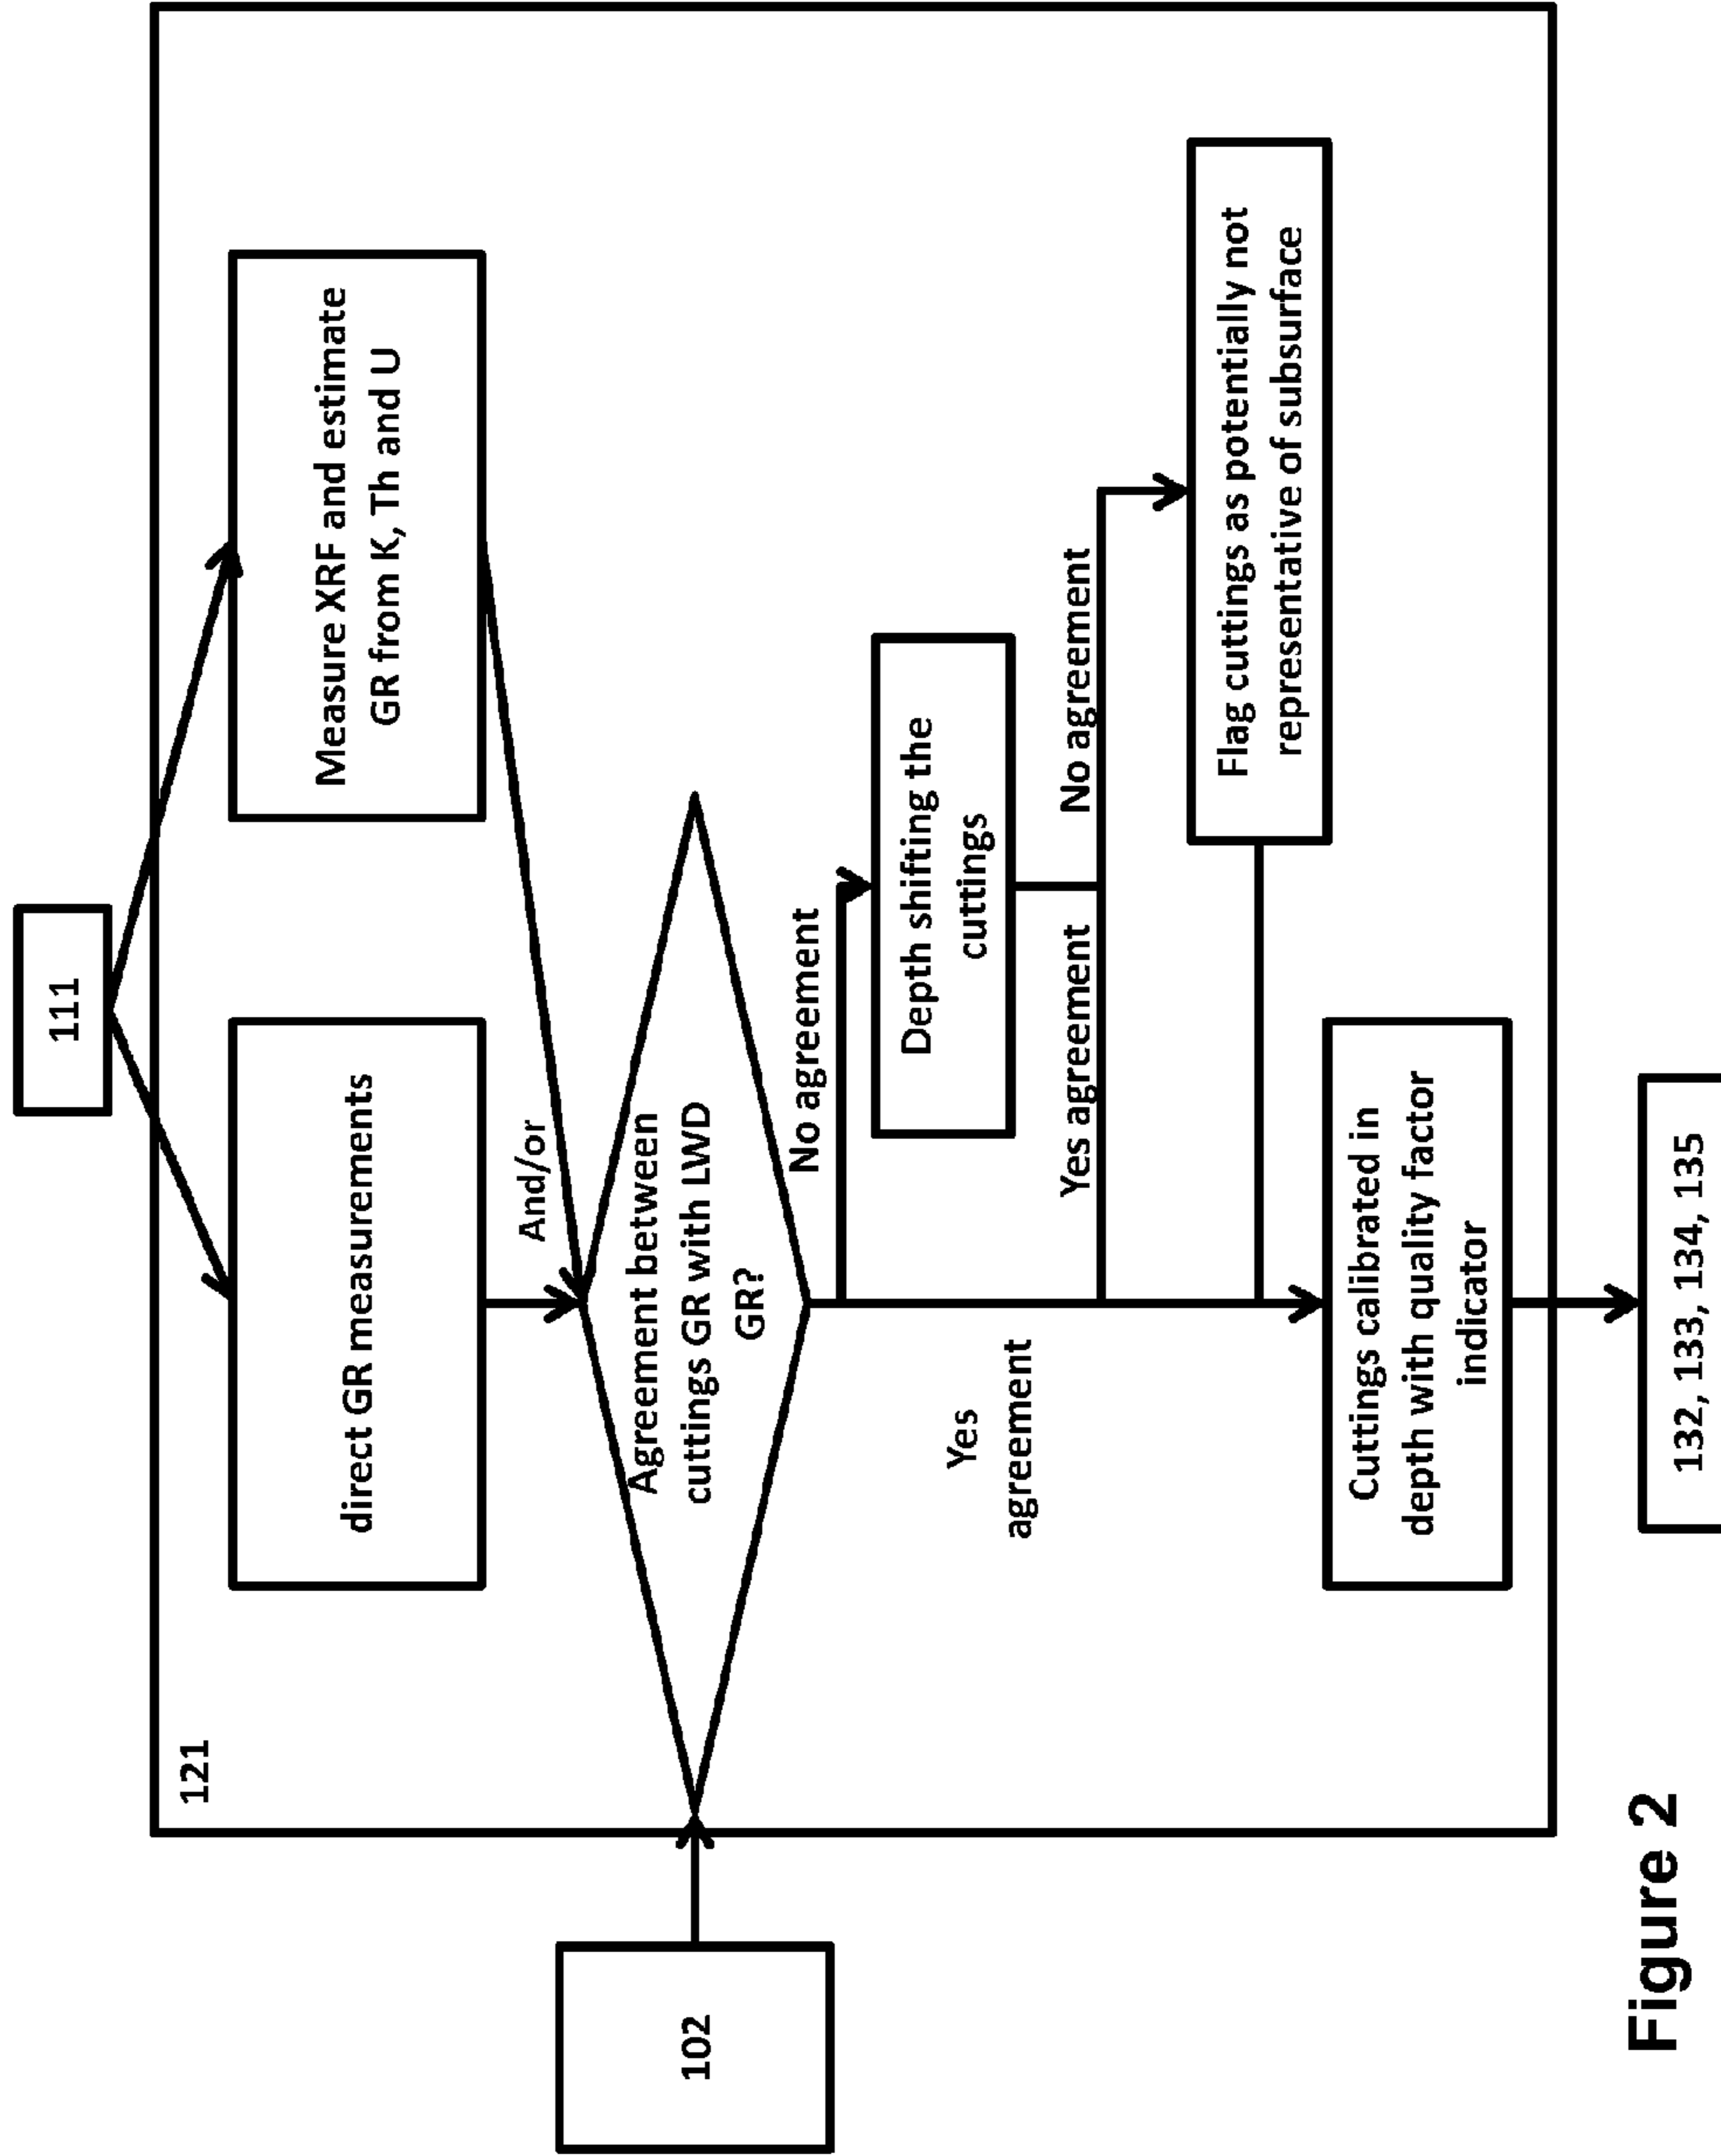 111
121
direct GR measurements
Measure XRF and estimate
GR from K, Th and U
And/or
102
Agreement between
cuttings GR with LWD
GR?
No agreement
Depth shifting the
cuttings
Yes
agreement
Yes agreement
No agreement
Flag cuttings as potentially not
representative of subsurface
Cuttings calibrated in
depth with quality factor
indicator
132, 133, 134, 135
Figure 2